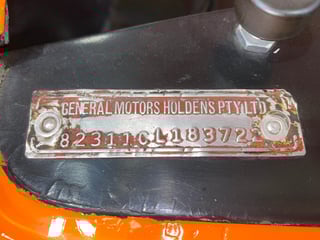 GENERAL MOTORS HOLDENS PTY LTD
82311CL18372